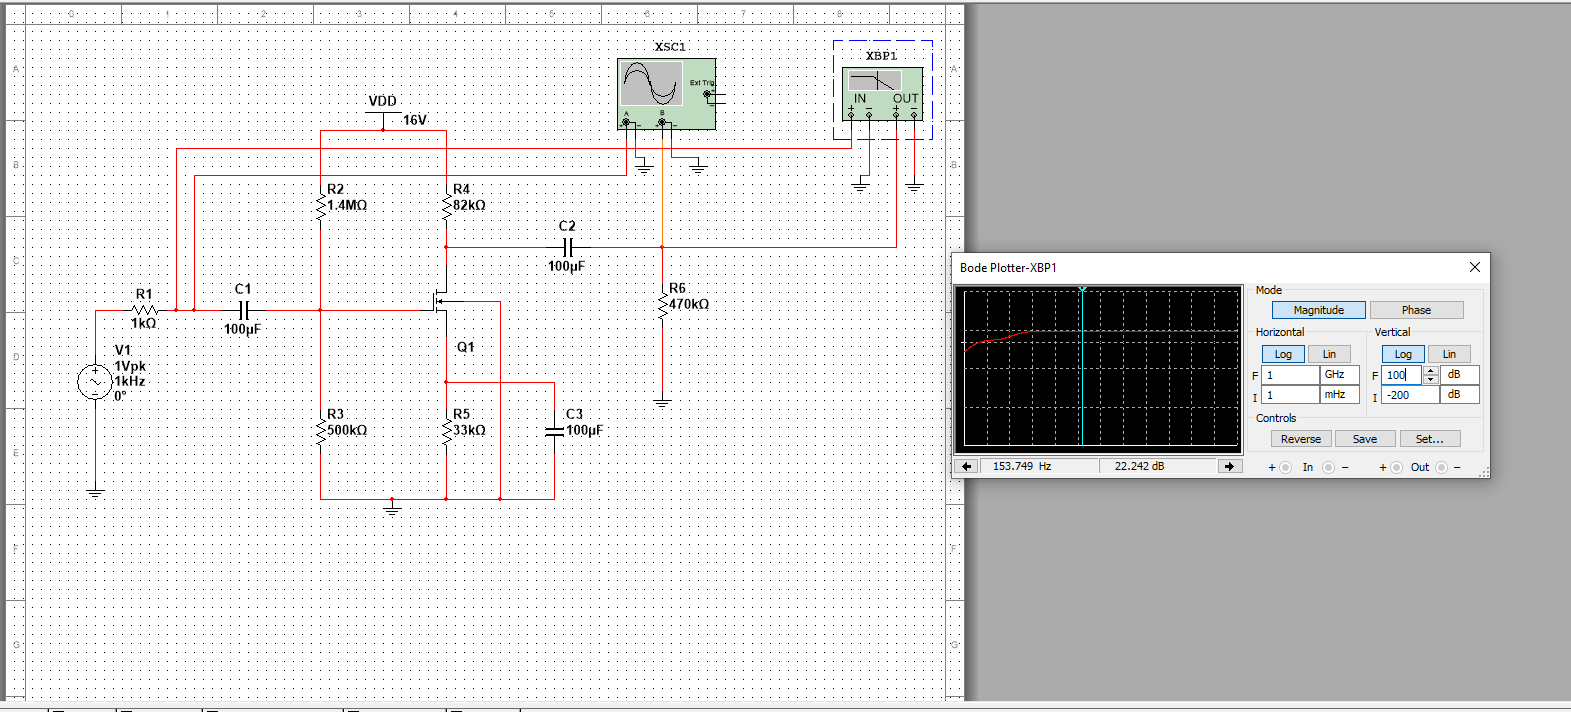 0 1 2 3 4 5 6 7 8
A A
B B
C C
D D
E E
F F
G G
XSC1
Ext Trig
+
−
A B
+ − + −
XBP1
IN OUT
+ − + −
VDD
16V
R2
1.4MΩ
R4
82kΩ
C2
100µF
R1
1kΩ
C1
100µF
R6
470kΩ
V1
1Vpk
1kHz
0°
Q1
R3
500kΩ
R5
33kΩ
C3
100µF
Bode Plotter-XBP1
Mode
Magnitude Phase
Horizontal Vertical
Log Lin Log Lin
F 1 GHz F 100 dB
I 1 mHz I -200 dB
Controls
Reverse Save Set...
153.749 Hz 22.242 dB
+ In − + Out −